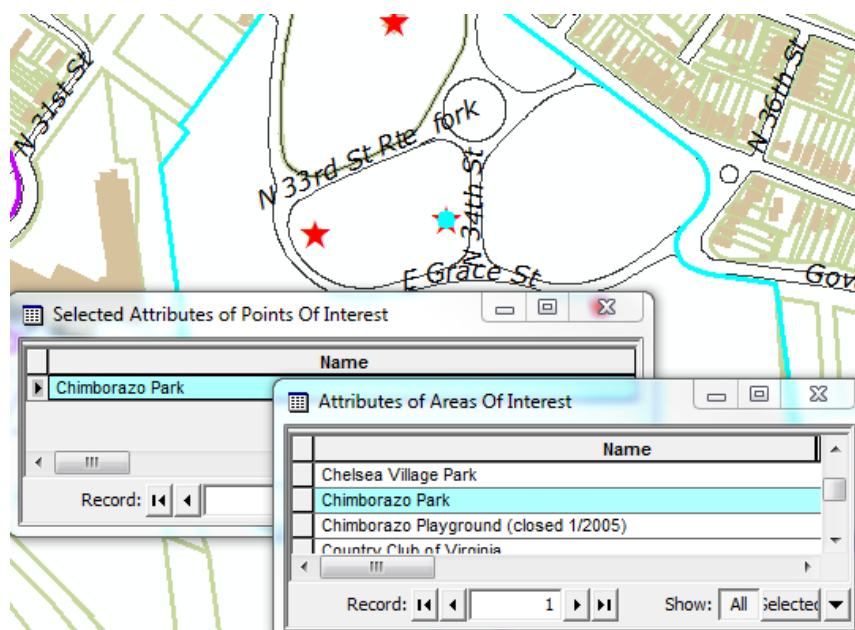 N 31st St
N 36th St
N 33rd St Rte fork
N 34th St
E Grace St
Gov
Selected Attributes of Points Of Interest
Name
Chimborazo Park
Record:
Attributes of Areas Of Interest
Name
Chelsea Village Park
Chimborazo Park
Chimborazo Playground (closed 1/2005)
Country Club of Virginia
Record: 1 Show: All Selected